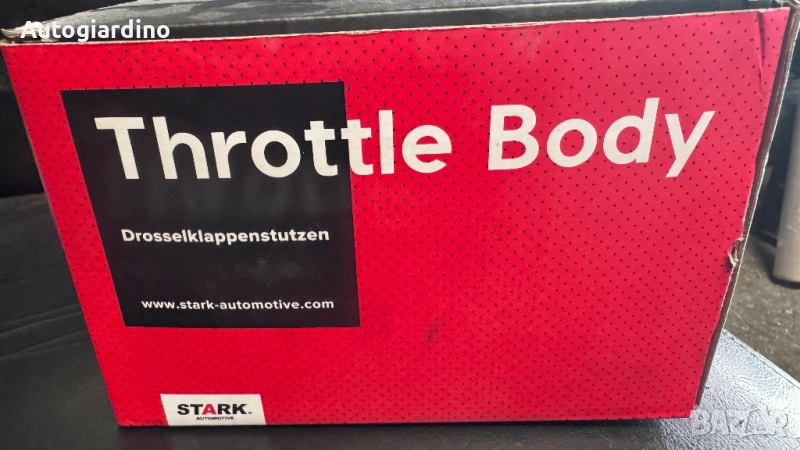 Autogiardino
Throttle Body
Drosselklappenstutzen
www.stark-automotive.com
STARK.
AUTOMOTIVE
BAZAR